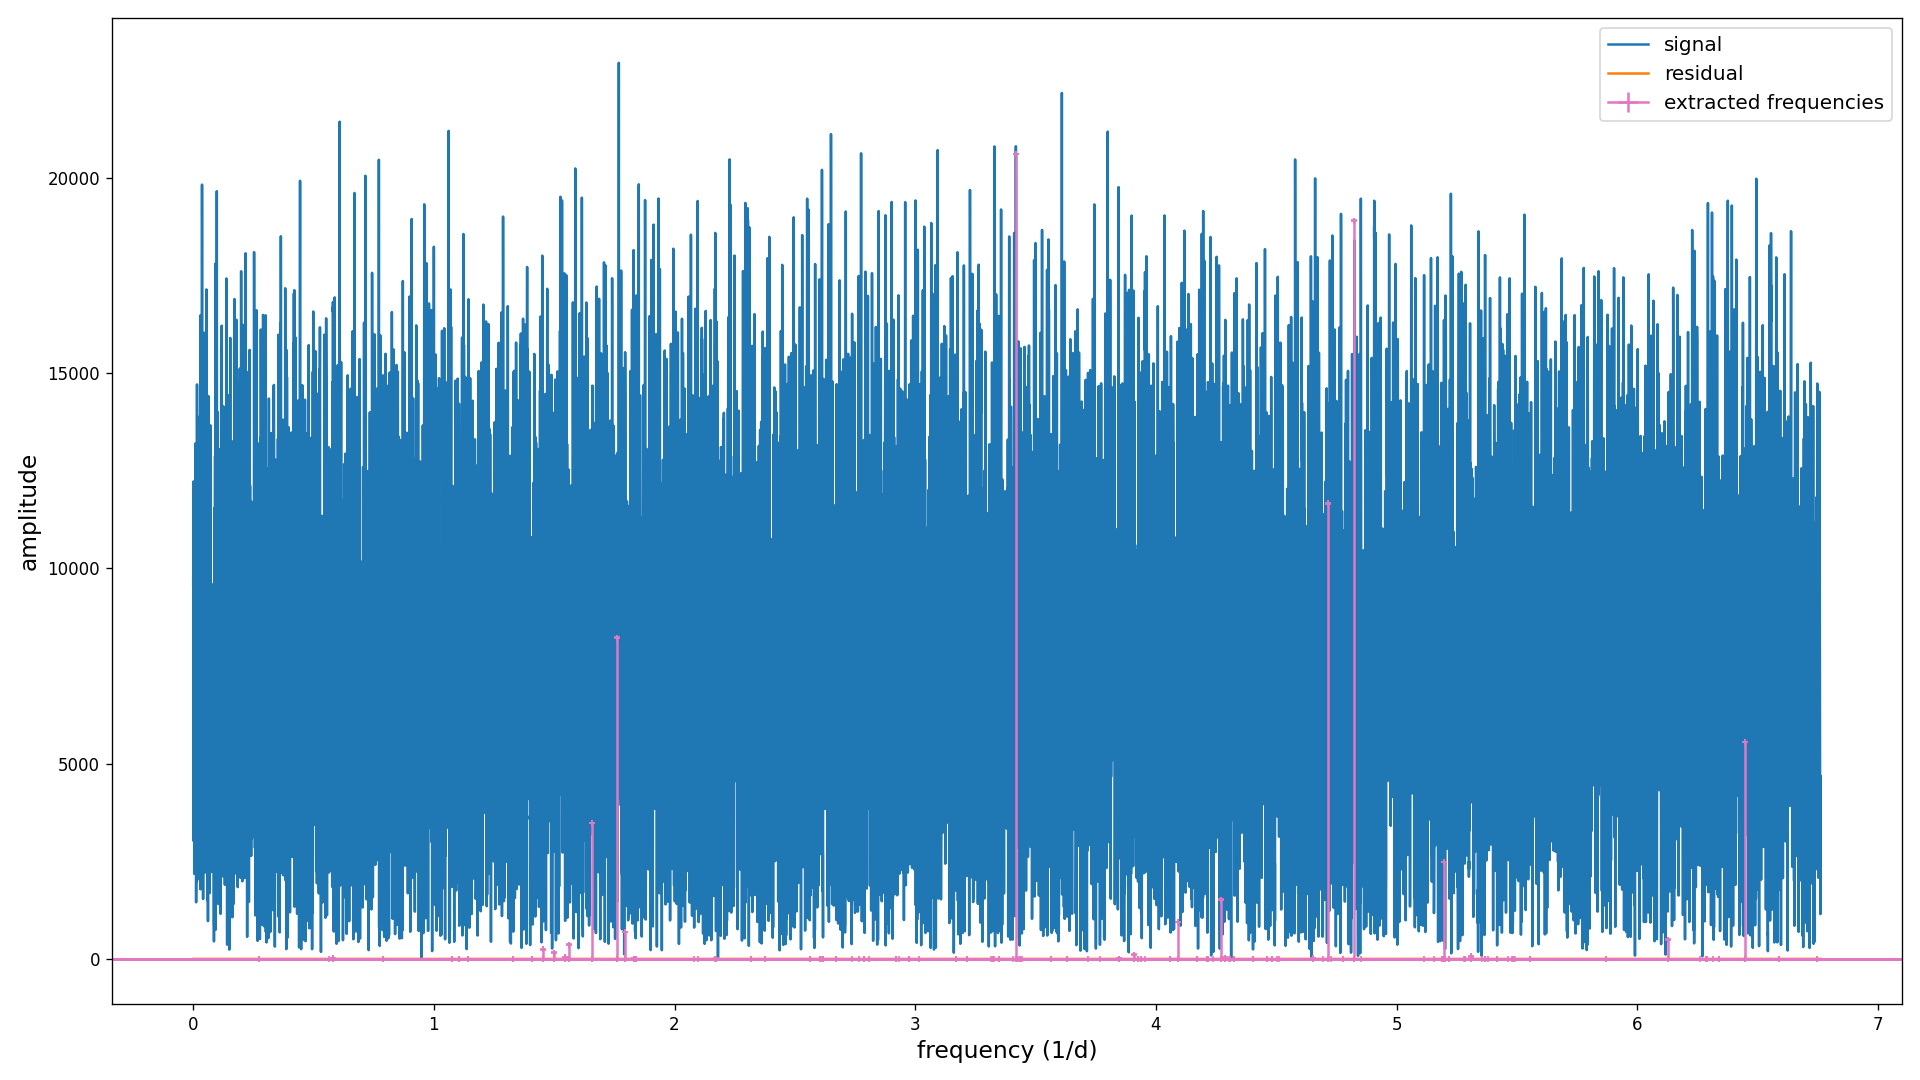 signal
residual
extracted frequencies
amplitude
20000
15000
10000
5000
0
0 1 2 3 4 5 6 7
frequency (1/d)